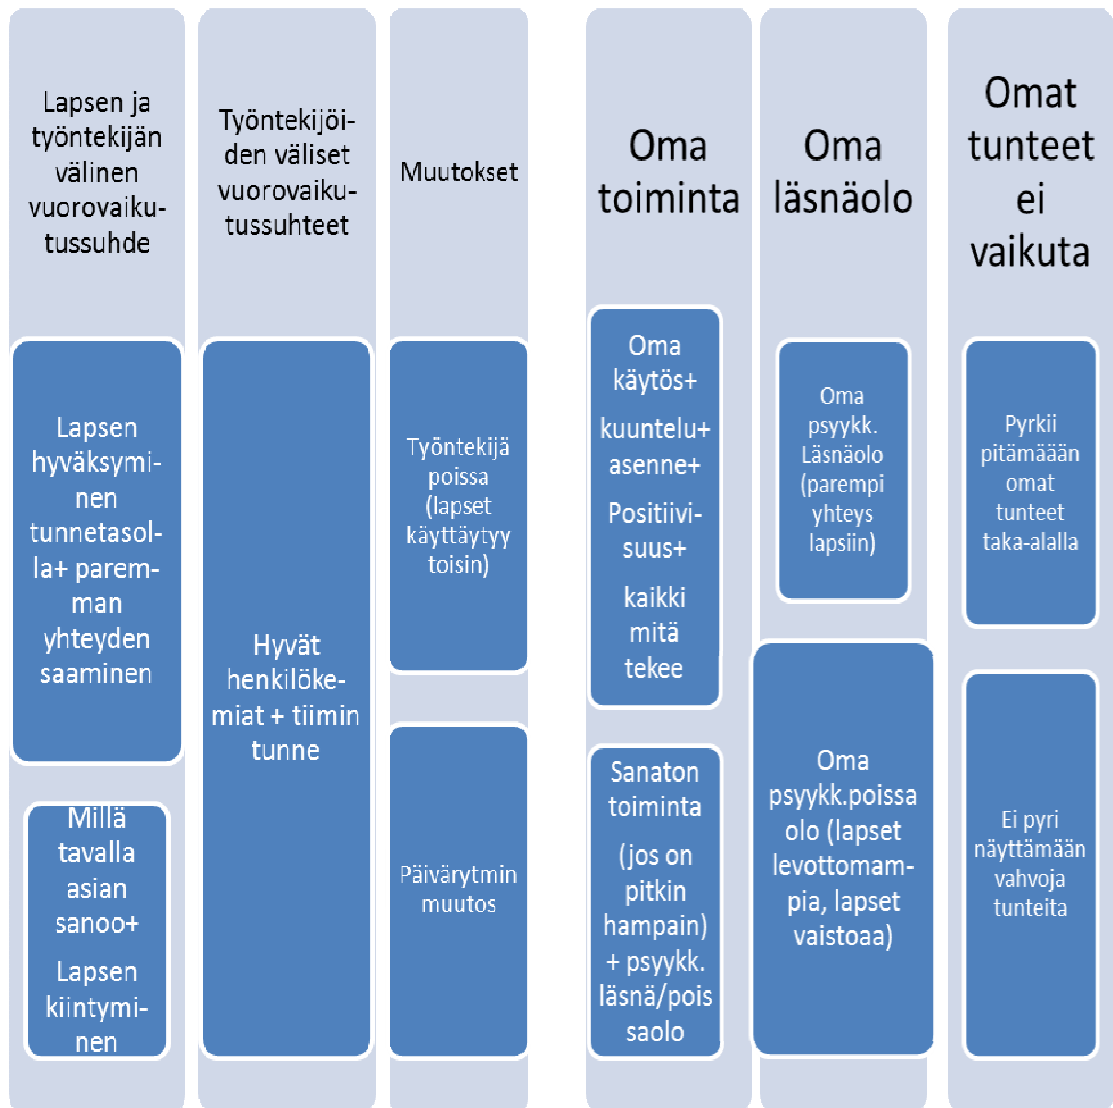 Lapsen ja
työntekijän
välinen
vuorovaiku-
tussuhde
Lapsen
hyväksymi-
nen
tunnetasol-
la+ parem-
man
yhteyden
saaminen
Millä
tavalla
asian
sanoo+
Lapsen
kiintymi-
nen
Työntekijöi-
den väliset
vuorovaiku-
tussuhteet
Hyvät
henkilöke-
miat + tiimin
tunne
Muutokset
Työntekijä
poissa
(lapset
käyttäytyy
toisin)
Päivärytmin
muutos
Oma
toiminta
Oma
käytös+
kuuntelu+
asenne+
Positiivi-
suus+
kaikki
mitä
tekee
Sanaton
toiminta
(jos on
pitkin
hampain)
+ psyykk.
läsnä/pois
saolo
Oma
läsnäolo
Oma
psyykk.
Läsnäolo
(parempi
yhteys
lapsiin)
Oma
psyykk.poissa
olo (lapset
levottomam-
pia, lapset
vaistoaa)
Omat
tunteet
ei
vaikuta
Pyrkii
pitämäään
omat
tunteet
taka-alalla
Ei pyri
näyttämään
vahvoja
tunteita